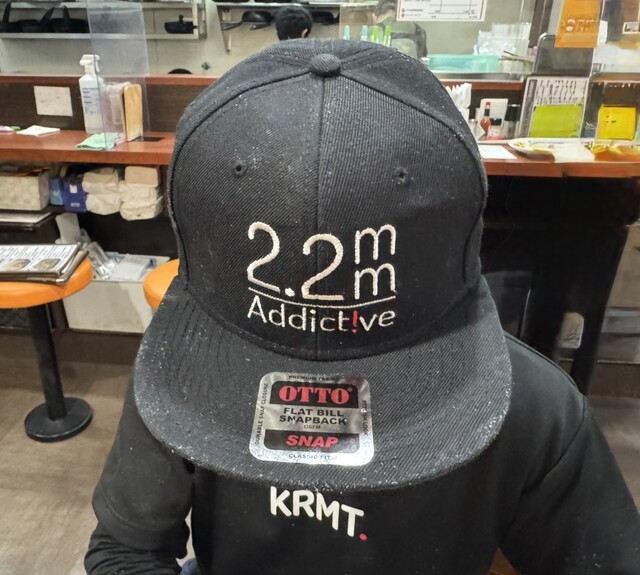 2.2mm
Addict!ve
OTTO
FLAT BILL
SNAPBACK
SNAP
KRMT.